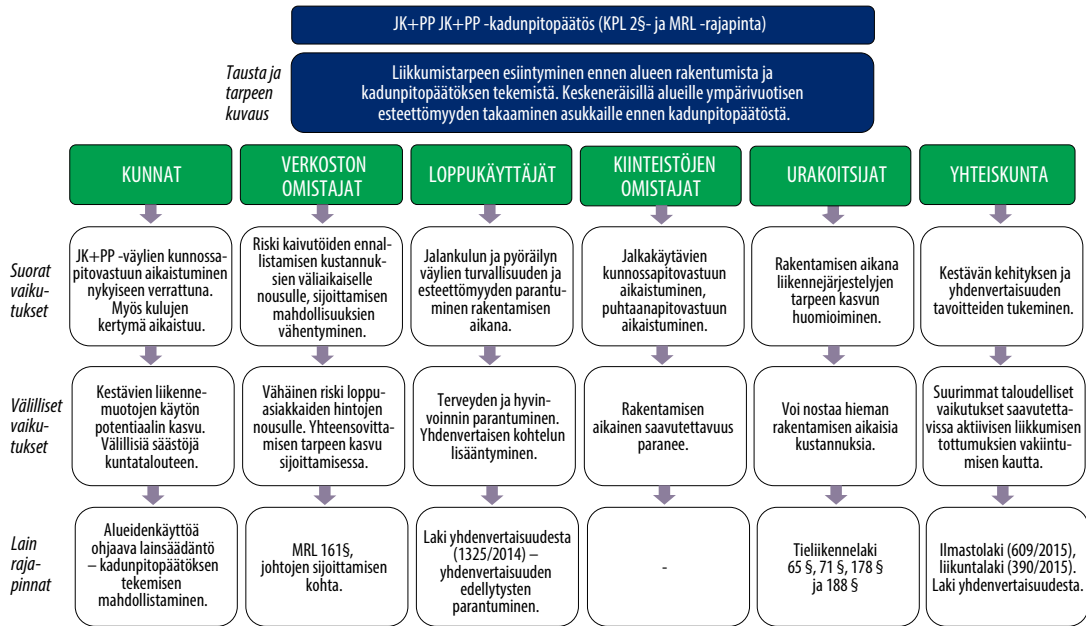 JK+PP JK+PP -kadunpitopäätös (KPL 2§- ja MRL -rajapinta)
Tausta ja
tarpeen
kuvaus
Liikkumistarpeen esiintyminen ennen alueen rakentumista ja
kadunpitopäätöksen tekemistä. Keskeneräisillä alueille ympärivuotisen
esteettömyyden takaaminen asukkaille ennen kadunpitopäätöstä.
KUNNAT
VERKOSTON
OMISTAJAT
LOPPUKÄYTTÄJÄT
KIINTEISTÖJEN
OMISTAJAT
URAKOITSIJAT
YHTEISKUNTA
Suorat
vaiku-
tukset
JK+PP -väylien kunnossa-
pitovastuun aikaistuminen
nykyiseen verrattuna.
Myös kulujen
kertymä aikaistuu.
Riski kaivutöiden ennal-
listamisen kustannuk-
sien väliaikaiselle
nousulle, sijoittamisen
mahdollisuuksien
vähentyminen.
Jalankulun ja pyöräilyn
väylien turvallisuuden ja
esteettömyyden parantu-
minen rakentamisen
aikana.
Jalkakäytävien
kunnossapitovastuun
aikaistuminen,
puhtaanapitovastuun
aikaistuminen.
Rakentamisen aikana
liikennejärjestelyjen
tarpeen kasvun
huomioiminen.
Kestävän kehityksen ja
yhdenvertaisuuden
tavoitteiden tukeminen.
Välilliset
vaiku-
tukset
Kestävien liikenne-
muotojen käytön
potentiaalin kasvu.
Välillisiä säästöjä
kuntatalouteen.
Vähäinen riski loppu-
asiakkaiden hintojen
nousulle. Yhteensovitta-
misen tarpeen kasvu
sijoittamisessa.
Terveyden ja hyvin-
voinnin parantuminen.
Yhdenvertaisen kohtelun
lisääntyminen.
Rakentamisen
aikainen saavutettavuus
paranee.
Voi nostaa hieman
rakentamisen aikaisia
kustannuksia.
Suurimmat taloudelliset
vaikutukset saavutetta-
vissa aktiivisen liikkumisen
tottumuksien vakiintu-
misen kautta.
Lain
raja-
pinnat
Alueidenkäyttöä
ohjaava lainsäädäntö
– kadunpitopäätöksen
tekemisen
mahdollistaminen.
MRL 161§,
johtojen sijoittamisen
kohta.
Laki yhdenvertaisuudesta
(1325/2014) –
yhdenvertaisuuden
edellytysten
parantuminen.
-
Tieliikennelaki
65 §, 71 §, 178 §
ja 188 §
Ilmastolaki (609/2015),
liikuntalaki (390/2015).
Laki yhdenvertaisuudesta.